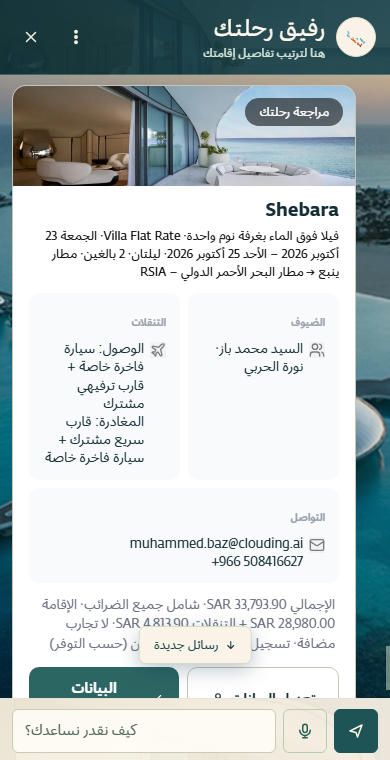 رفيق رحلتك
هنا لترتيب تفاصيل إقامتك
مراجعة رحلتك
Shebara
فيلا فوق الماء بغرفة نوم واحدة · Villa Flat Rate · الجمعة 23
أكتوبر 2026 – الأحد 25 أكتوبر 2026 · ليلتان · 2 بالغين · مطار
ينبع → مطار البحر الأحمر الدولي – RSIA
الضيوف
السيد محمد باز ·
نورة الحربي
التنقلات
الوصول: سيارة
فاخرة خاصة +
قارب ترفيهي
مشترك
المغادرة: قارب
سريع مشترك +
سيارة فاخرة خاصة
التواصل
muhammed.baz@clouding.ai
+966 508416627
الإجمالي SAR 33,793.90 · شامل جميع الضرائب · الإقامة
SAR 28,980.00 + التنقلات SAR 4,813.90 · لا تجارب
مضافة · تسجيل
ن (حسب التوفر)
رسائل جديدة
البيانات
كيف نقدر نساعدك؟